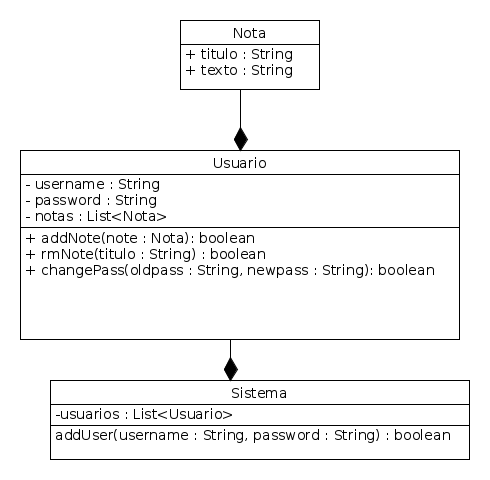 Nota
+ titulo : String
+ texto : String
Usuario
- username : String
- password : String
- notas : List<Nota>
+ addNote(note : Nota): boolean
+ rmNote(titulo : String) : boolean
+ changePass(oldpass : String, newpass : String): boolean
Sistema
-usuarios : List<Usuario>
addUser(username : String, password : String) : boolean